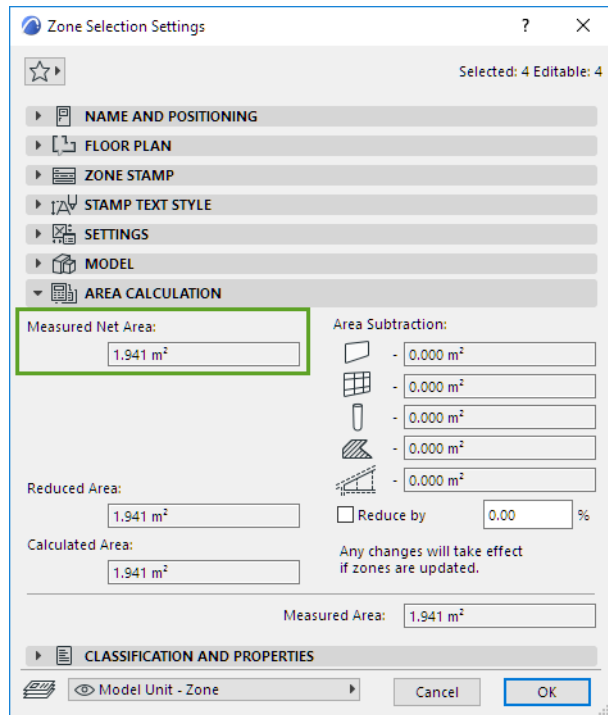 Zone Selection Settings
?
Selected: 4 Editable: 4
NAME AND POSITIONING
FLOOR PLAN
ZONE STAMP
STAMP TEXT STYLE
SETTINGS
MODEL
AREA CALCULATION
Measured Net Area:
1.941 m²
Area Subtraction:
- 0.000 m²
- 0.000 m²
- 0.000 m²
- 0.000 m²
- 0.000 m²
Reduced Area:
1.941 m²
Reduce by 0.00 %
Calculated Area:
1.941 m²
Any changes will take effect
if zones are updated.
Measured Area: 1.941 m²
CLASSIFICATION AND PROPERTIES
Model Unit - Zone
Cancel
OK